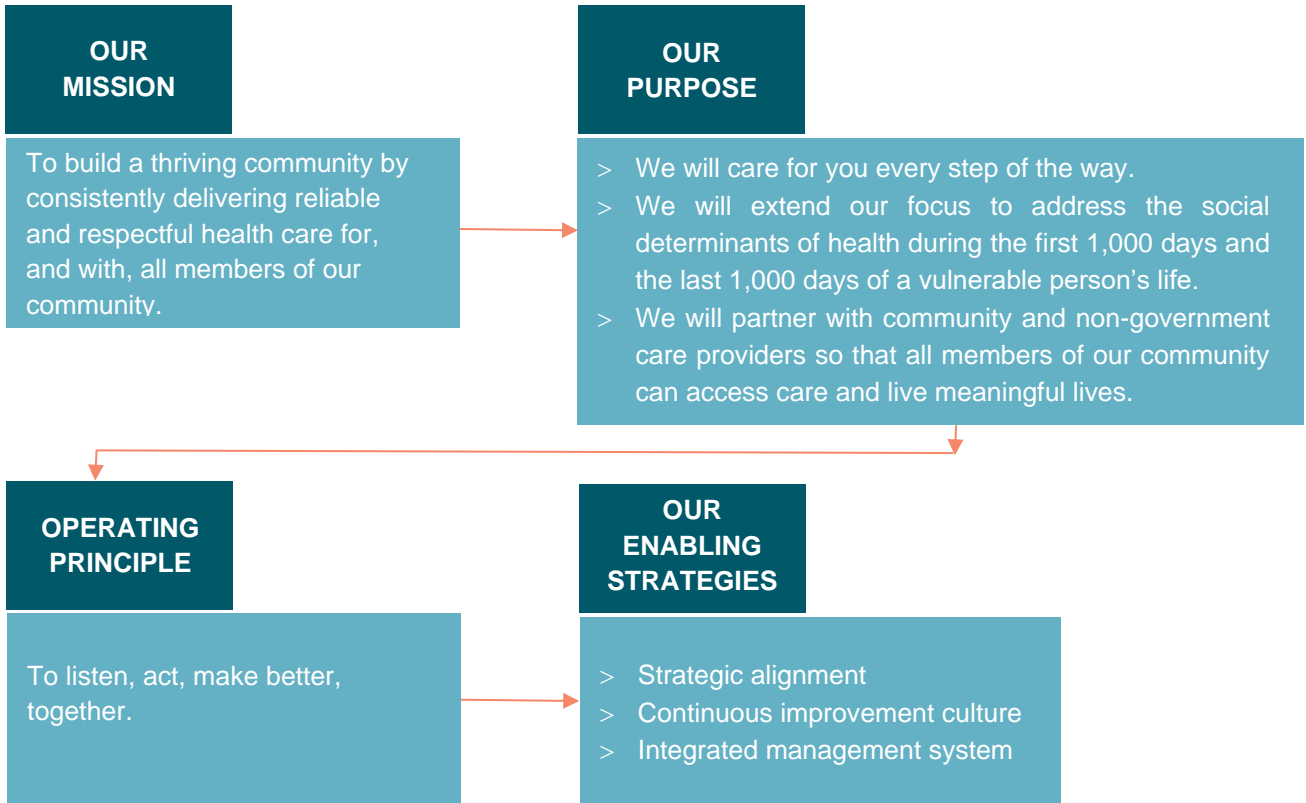 OUR
MISSION
To build a thriving community by
consistently delivering reliable
and respectful health care for,
and with, all members of our
community.
OUR
PURPOSE
> We will care for you every step of the way.
> We will extend our focus to address the social
determinants of health during the first 1,000 days and
the last 1,000 days of a vulnerable person’s life.
> We will partner with community and non-government
care providers so that all members of our community
can access care and live meaningful lives.
OPERATING
PRINCIPLE
To listen, act, make better,
together.
OUR
ENABLING
STRATEGIES
> Strategic alignment
> Continuous improvement culture
> Integrated management system